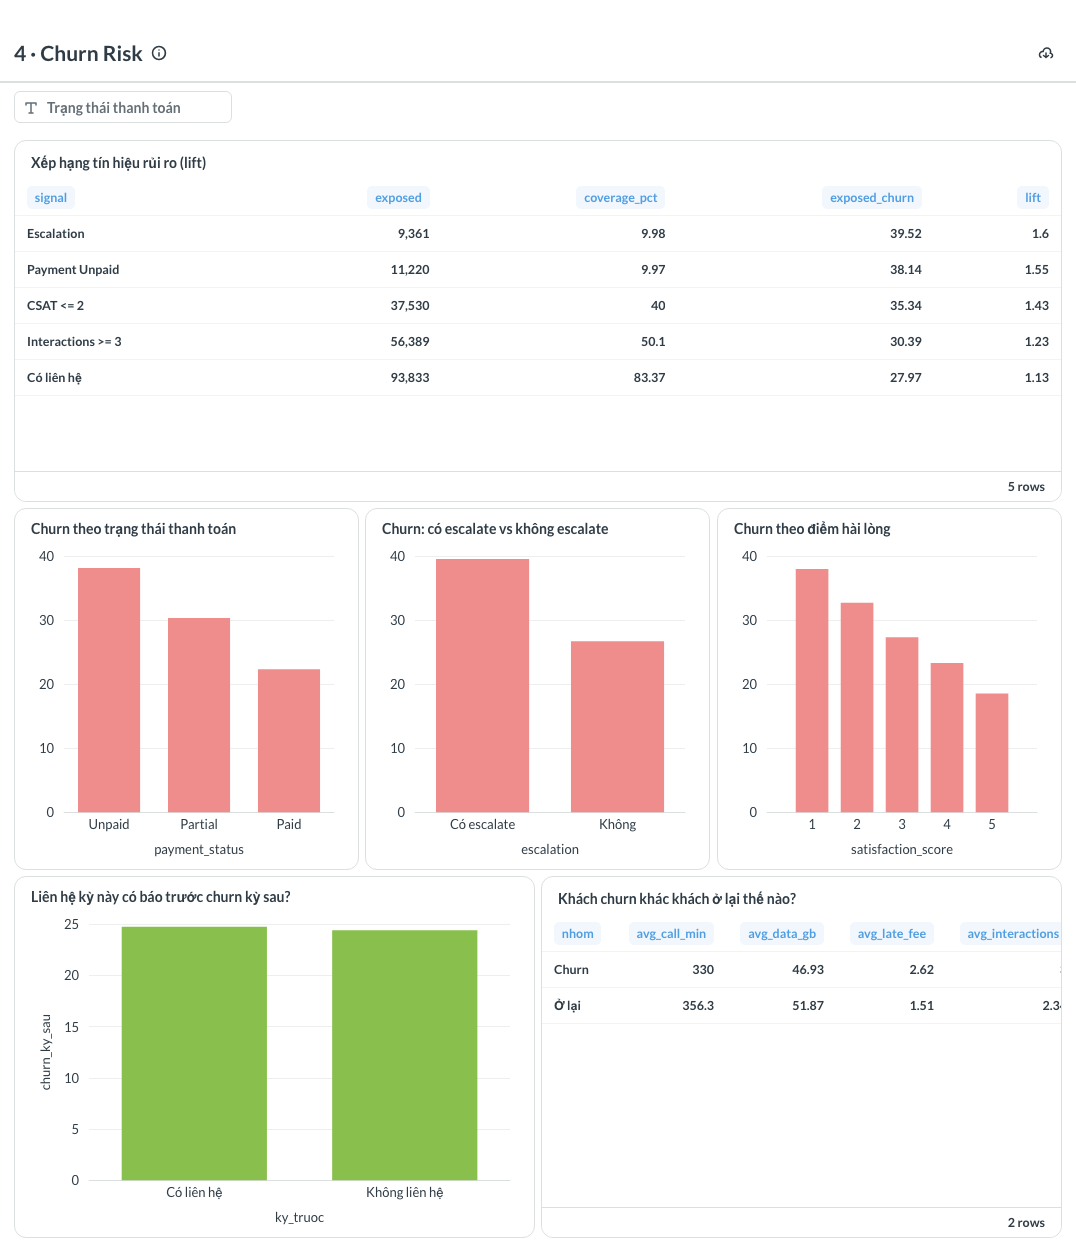 4 · Churn Risk
Trạng thái thanh toán
Xếp hạng tín hiệu rủi ro (lift)
signal exposed coverage_pct exposed_churn lift
Escalation 9,361 9.98 39.52 1.6
Payment Unpaid 11,220 9.97 38.14 1.55
CSAT <= 2 37,530 40 35.34 1.43
Interactions >= 3 56,389 50.1 30.39 1.23
Có liên hệ 93,833 83.37 27.97 1.13
5 rows
Churn theo trạng thái thanh toán
40
30
20
10
0
Unpaid Partial Paid
payment_status
Churn: có escalate vs không escalate
40
30
20
10
0
Có escalate Không
escalation
Churn theo điểm hài lòng
40
30
20
10
0
1 2 3 4 5
satisfaction_score
Liên hệ kỳ này có báo trước churn kỳ sau?
churn_ky_sau
25
20
15
10
5
0
Có liên hệ Không liên hệ
ky_truoc
Khách churn khác khách ở lại thế nào?
nhom avg_call_min avg_data_gb avg_late_fee avg_interactions
Churn 330 46.93 2.62
Ở lại 356.3 51.87 1.51 2.3
2 rows